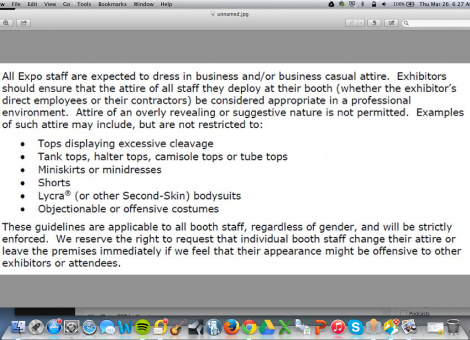 w File Edit View Go Tools Bookmarks Window Help 100% Thu Mar 26 6:27 A
unnamed.jpg
All Expo staff are expected to dress in business and/or business casual attire. Exhibitors
should ensure that the attire of all staff they deploy at their booth (whether the exhibitor's
direct employees or their contractors) be considered appropriate in a professional
environment. Attire of an overly revealing or suggestive nature is not permitted. Examples
of such attire may include, but are not restricted to:
• Tops displaying excessive cleavage
• Tank tops, halter tops, camisole tops or tube tops
• Miniskirts or minidresses
• Shorts
• Lycra® (or other Second-Skin) bodysuits
• Objectionable or offensive costumes
These guidelines are applicable to all booth staff, regardless of gender, and will be strictly
enforced. We reserve the right to request that individual booth staff change their attire or
leave the premises immediately if we feel that their appearance might be offensive to other
exhibitors or attendees.
Podcasts